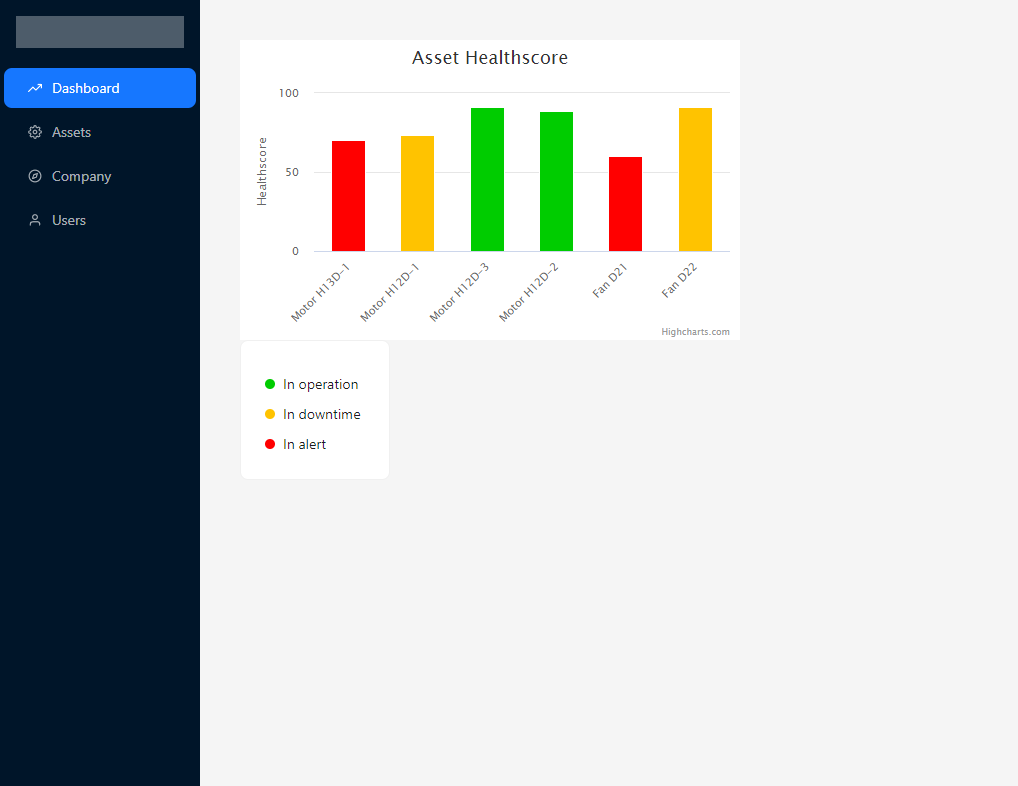 Dashboard
Assets
Company
Users
Asset Healthscore
Healthscore
100
50
0
Motor H13D-1
Motor H12D-1
Motor H12D-3
Motor H12D-2
Fan D21
Fan D22
Highcharts.com
In operation
In downtime
In alert